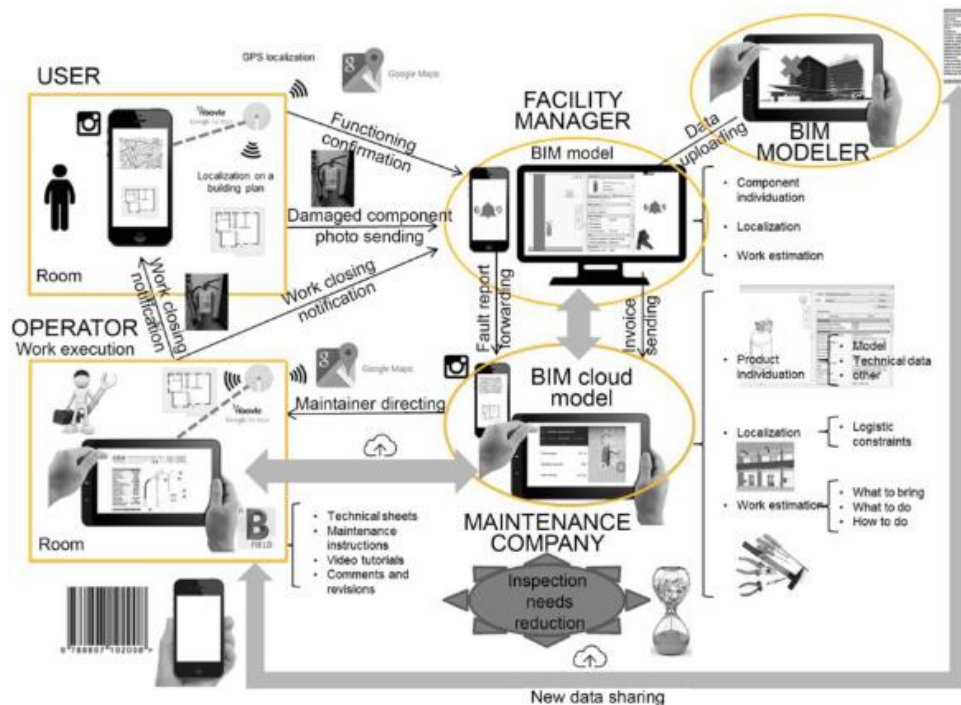 USER
GPS localization
Google Maps
Localization on a
building plan
Room
Functioning
confirmation
Damaged component
photo sending
Work closing
notification
Work closing
notification
FACILITY
MANAGER
BIM model
Data
uploading
BIM
MODELER
• Component
individuation
• Localization
• Work estimation
Fault report
forwarding
Invoice
sending
OPERATOR
Work execution
Google Maps
Maintainer directing
Room
B
FIELD
• Technical sheets
• Maintenance
instructions
• Video tutorials
• Comments and
revisions
BIM cloud
model
MAINTENANCE
COMPANY
Inspection
needs
reduction
• Product
individuation
• Model
• Technical data
• other
• Localization
• Logistic
constraints
• Work estimation
• What to bring
• What to do
• How to do
New data sharing